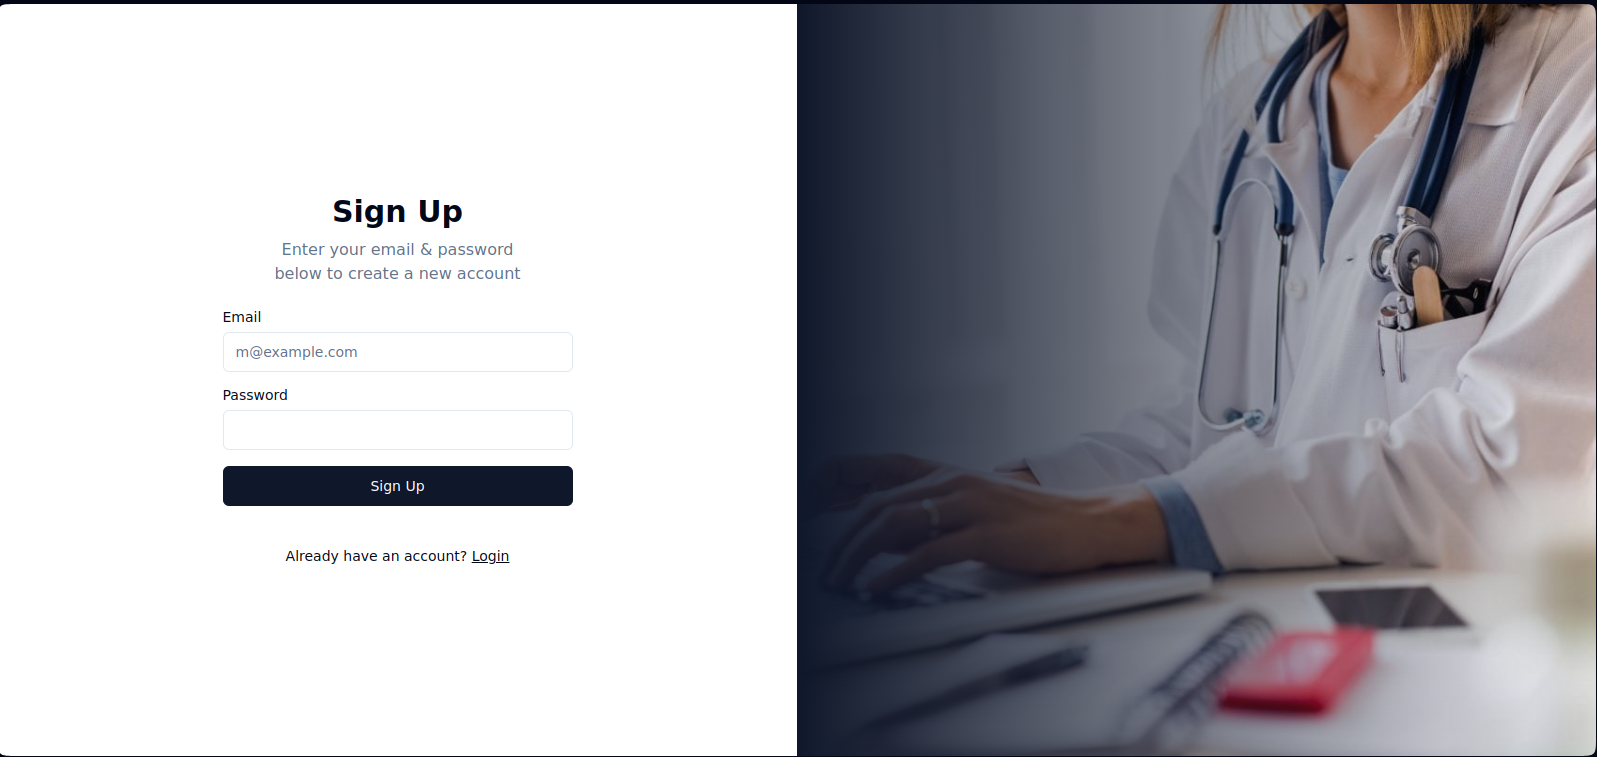 Sign Up
Enter your email & password
below to create a new account
Email
m@example.com
Password
Sign Up
Already have an account? Login